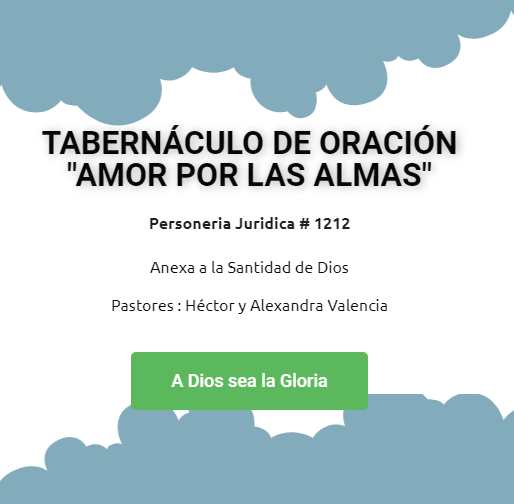 TABERNÁCULO DE ORACIÓN
"AMOR POR LAS ALMAS"
Personeria Juridica # 1212
Anexa a la Santidad de Dios
Pastores : Héctor y Alexandra Valencia
A Dios sea la Gloria